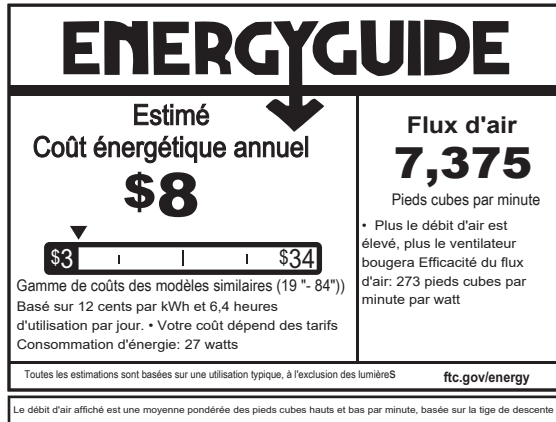 ENERGYGUIDE
Estimé
Coût énergétique annuel
$8
$3
$34
Gamme de coûts des modèles similaires (19 "- 84"))
Basé sur 12 cents par kWh et 6,4 heures
d'utilisation par jour. • Votre coût dépend des tarifs
Consommation d'énergie: 27 watts
Flux d'air
7,375
Pieds cubes par minute
• Plus le débit d'air est
élevé, plus le ventilateur
bougera Efficacité du flux
d'air: 273 pieds cubes par
minute par watt
Toutes les estimations sont basées sur une utilisation typique, à l'exclusion des lumièreS
ftc.gov/energy
Le débit d'air affiché est une moyenne pondérée des pieds cubes hauts et bas par minute, basée sur la tige de descente